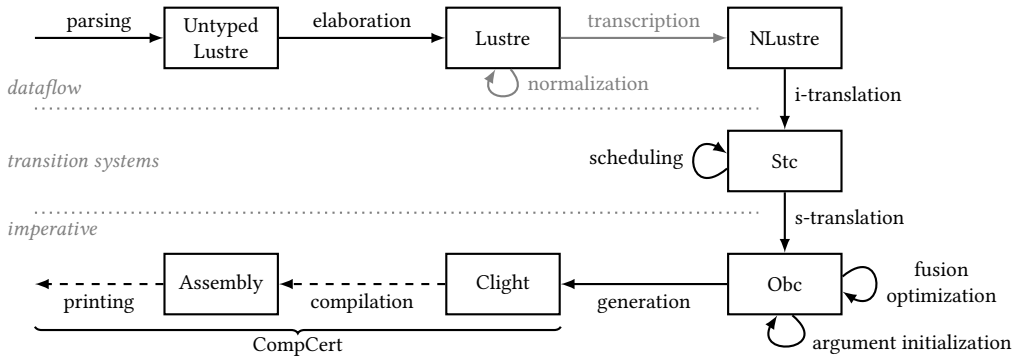 parsing
Untyped
Lustre
elaboration
Lustre
transcription
NLustre
normalization
dataflow
i-translation
transition systems
scheduling
Stc
imperative
s-translation
printing
Assembly
compilation
Clight
generation
Obc
fusion
optimization
argument initialization
CompCert